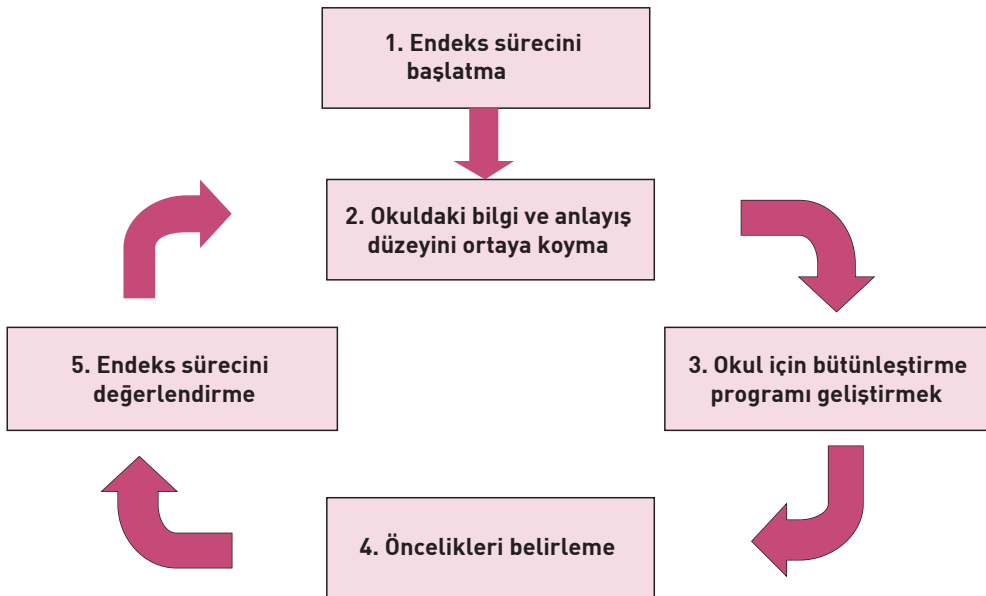 1. Endeks sürecini
başlatma
2. Okuldaki bilgi ve anlayış
düzeyini ortaya koyma
3. Okul için bütünleştirme
programı geliştirmek
4. Öncelikleri belirleme
5. Endeks sürecini
değerlendirme